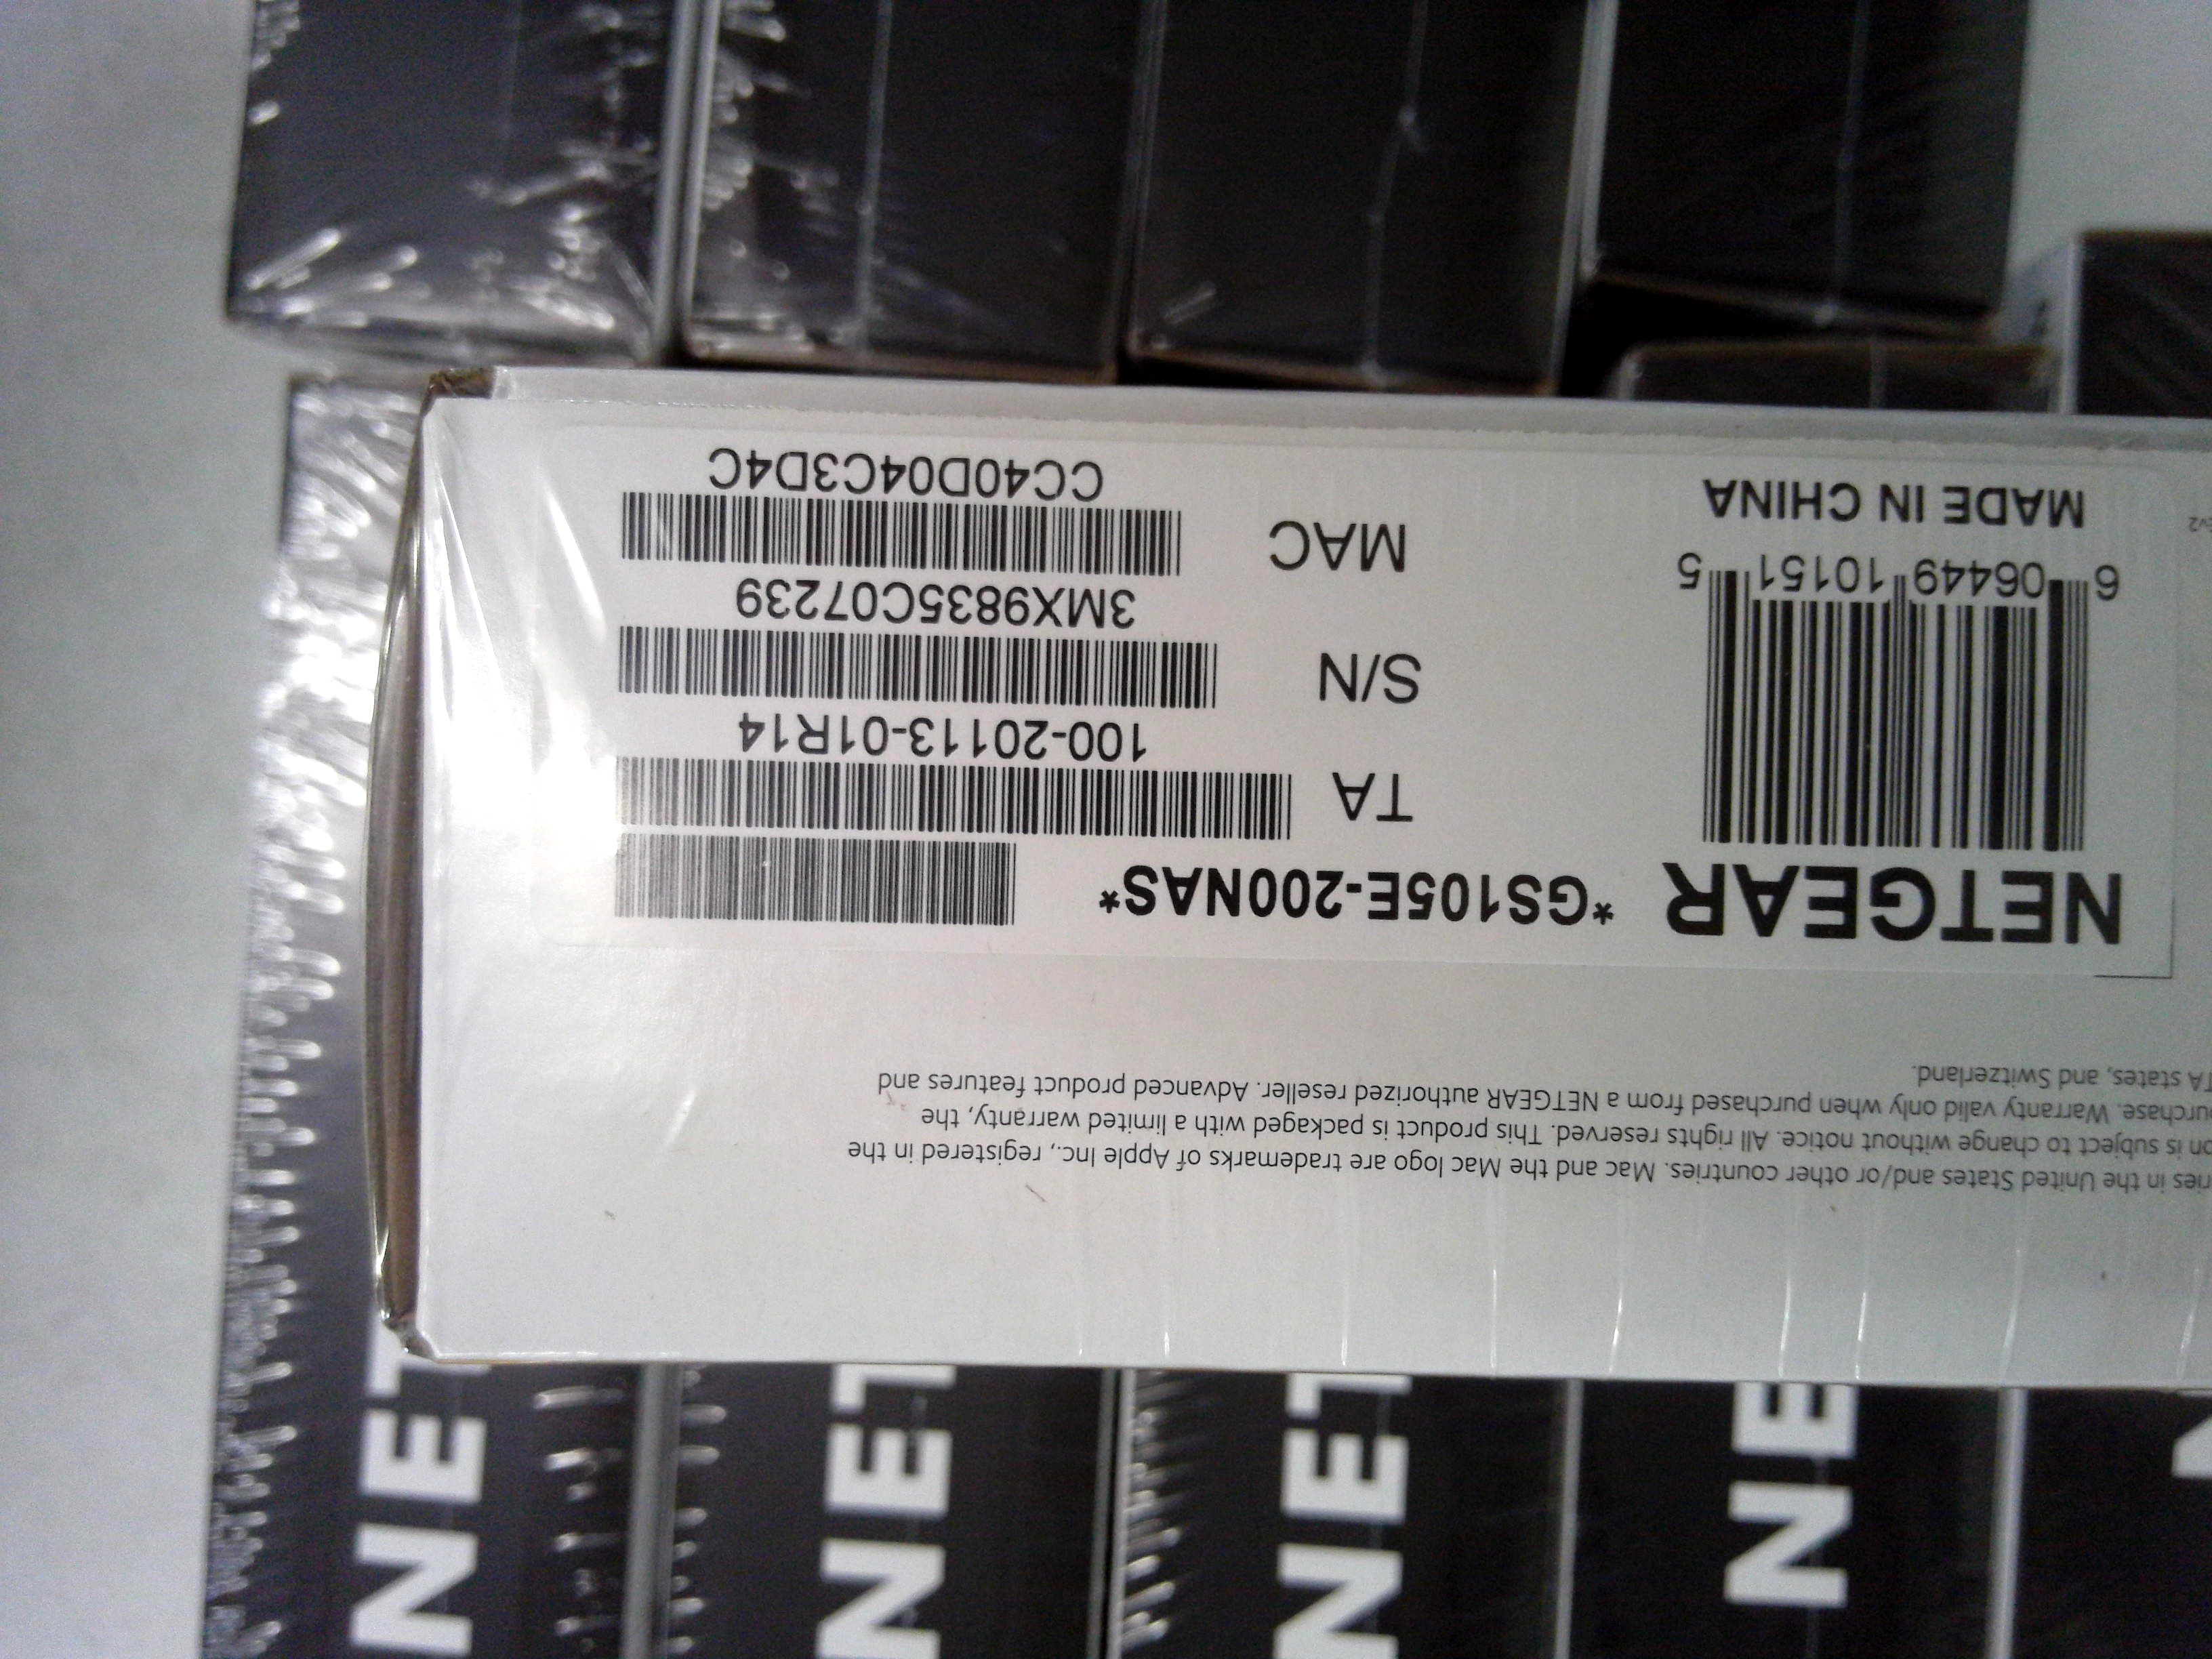 ries in the United States and/or other countries. Mac and the Mac logo are trademarks of Apple Inc., registered in the
on is subject to change without notice. All rights reserved. This product is packaged with a limited warranty, the
purchase. Warranty valid only when purchased from a NETGEAR authorized reseller. Advanced product features and
TA states, and Switzerland.
NETGEAR
*GS105E-200NAS*
TA
100-20113-01R14
S/N
3MX9835C07239
MAC
CC40D04C3D4C
6 06449 10151 5
MADE IN CHINA
NET
NET
NET
NE
N